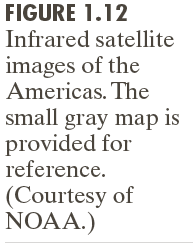 FIGURE 1.12
Infrared satellite
images of the
Americas. The
small gray map is
provided for
reference.
(Courtesy of
NOAA.)